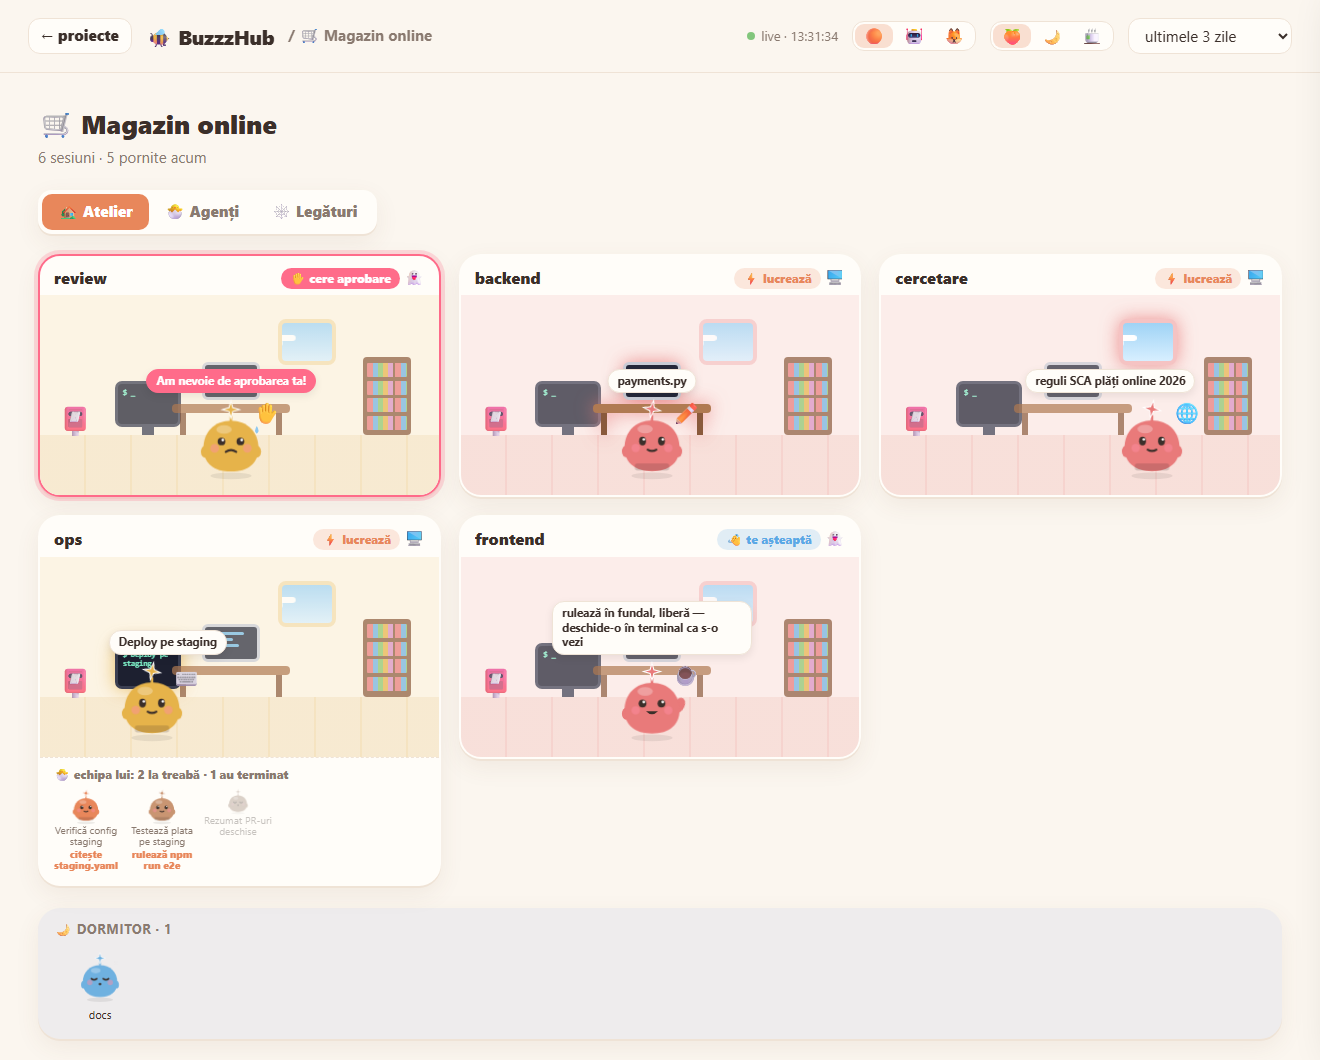 ← proiecte
BuzzzHub
/ Magazin online
live · 13:31:34
ultimele 3 zile
Magazin online
6 sesiuni · 5 pornite acum
Atelier
Agenți
Legături
review
cere aprobare
Am nevoie de aprobarea ta!
$ _
backend
lucrează
payments.py
$ _
cercetare
lucrează
reguli SCA plăți online 2026
$ _
ops
lucrează
Deploy pe staging
staging
echipa lui: 2 la treabă · 1 au terminat
Verifică config
staging
citește
staging.yaml
Testează plata
pe staging
rulează npm
run e2e
Rezumat PR-uri
deschise
frontend
te așteaptă
rulează în fundal, liberă —
deschide-o în terminal ca s-o
vezi
$ _
DORMITOR · 1
docs